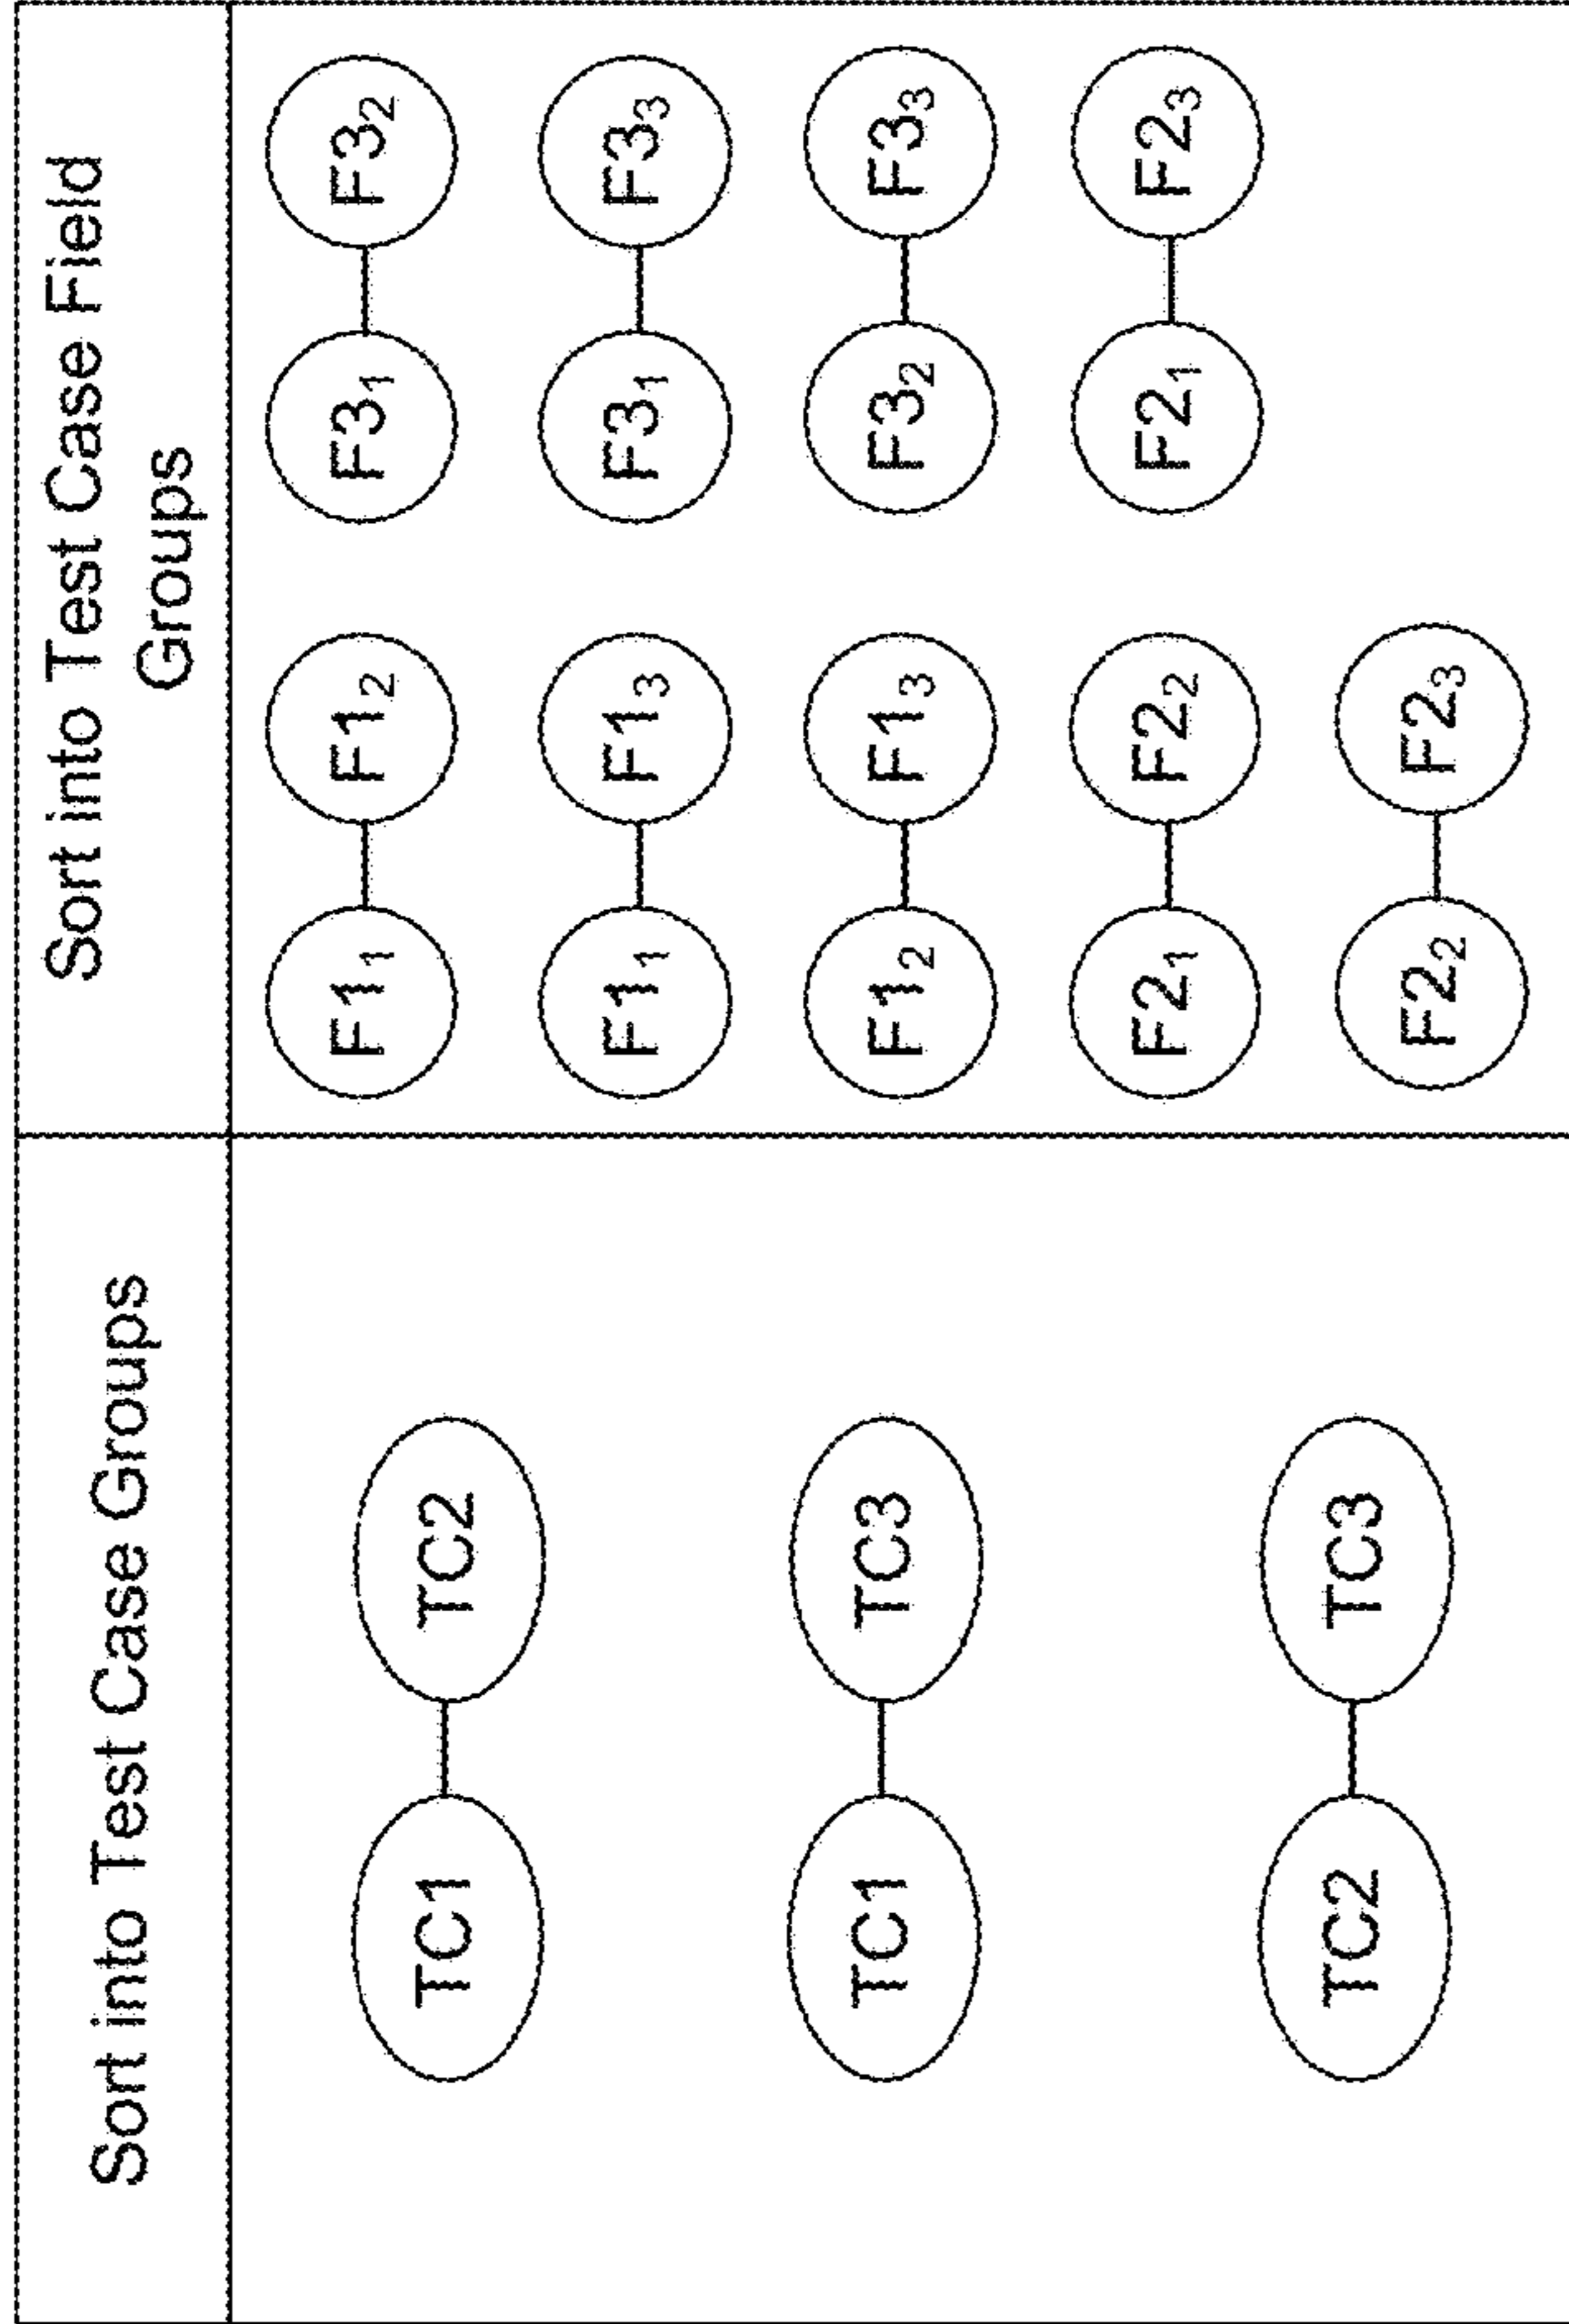 Sort into Test Case Groups
TC1 TC2
TC1 TC3
TC2 TC3
Sort into Test Case Field
Groups
F1₁ F1₂ F3₁ F3₂
F1₁ F1₃ F3₁ F3₃
F1₂ F1₃ F3₂ F3₃
F2₁ F2₂ F2₁ F2₃
F2₂ F2₃